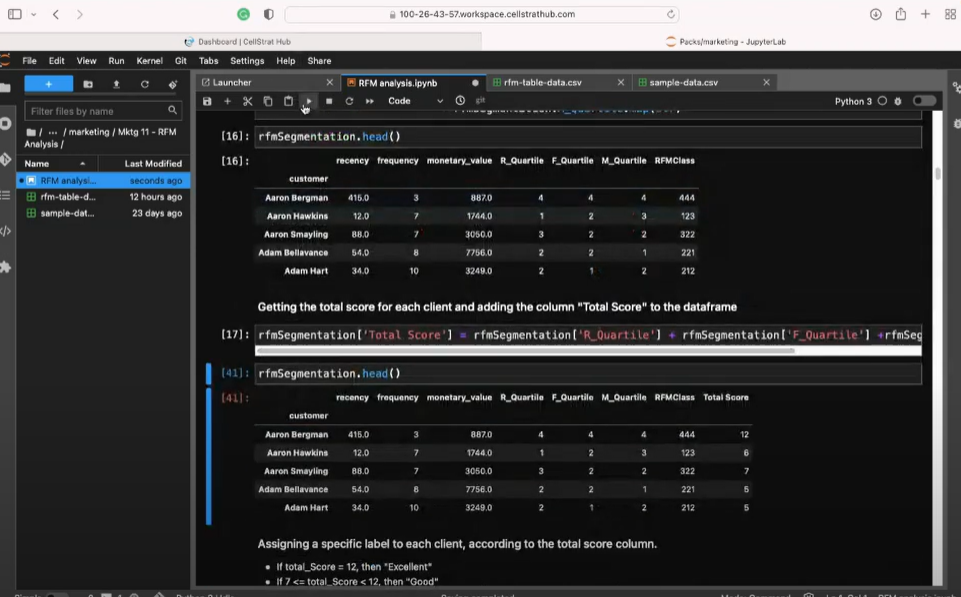 100-26-43-57.workspace.cellstrathub.com
Dashboard | CellStrat Hub
Packs/marketing - JupyterLab
File Edit View Run Kernel Git Tabs Settings Help Share
Launcher
RFM analysis.ipynb
rfm-table-data.csv
sample-data.csv
Code
git
Python 3
Filter files by name
/ ... / marketing / Mktg 11 - RFM
Analysis /
Name Last Modified
RFM analysi... seconds ago
rfm-table-d... 12 hours ago
sample-dat... 23 days ago
[16]: rfmSegmentation.head()
[16]: recency frequency monetary_value R_Quartile F_Quartile M_Quartile RFMClass
customer
Aaron Bergman 415.0 3 887.0 4 4 4 444
Aaron Hawkins 12.0 7 1744.0 1 2 3 123
Aaron Smayling 88.0 7 3050.0 3 2 2 322
Adam Bellavance 54.0 8 7756.0 2 2 1 221
Adam Hart 34.0 10 3249.0 2 1 2 212
Getting the total score for each client and adding the column "Total Score" to the dataframe
[17]: rfmSegmentation['Total Score'] = rfmSegmentation['R_Quartile'] + rfmSegmentation['F_Quartile'] +rfmSeg
[41]: rfmSegmentation.head()
[41]: recency frequency monetary_value R_Quartile F_Quartile M_Quartile RFMClass Total Score
customer
Aaron Bergman 415.0 3 887.0 4 4 4 444 12
Aaron Hawkins 12.0 7 1744.0 1 2 3 123 6
Aaron Smayling 88.0 7 3050.0 3 2 2 322 7
Adam Bellavance 54.0 8 7756.0 2 2 1 221 5
Adam Hart 34.0 10 3249.0 2 1 2 212 5
Assigning a specific label to each client, according to the total score column.
• If total_Score = 12, then "Excellent"
• If 7 <= total_Score < 12, then "Good"